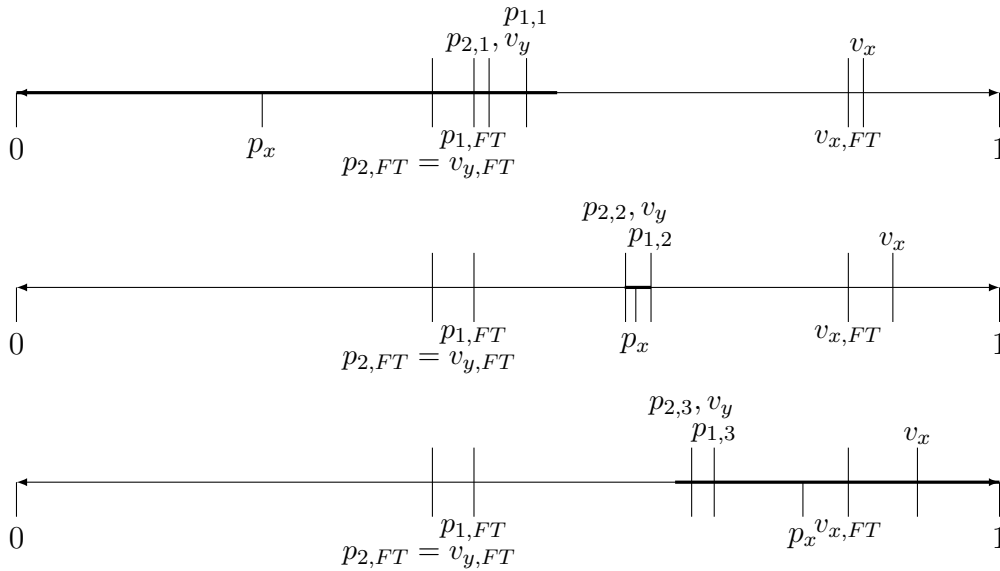 p_{1,1}
p_{2,1}, v_y v_x
0 p_x p_{1,FT} v_{x,FT} 1
p_{2,FT} = v_{y,FT}
p_{2,2}, v_y
p_{1,2} v_x
0 p_{1,FT} p_x v_{x,FT} 1
p_{2,FT} = v_{y,FT}
p_{2,3}, v_y
p_{1,3} v_x
0 p_{1,FT} p_x v_{x,FT} 1
p_{2,FT} = v_{y,FT}